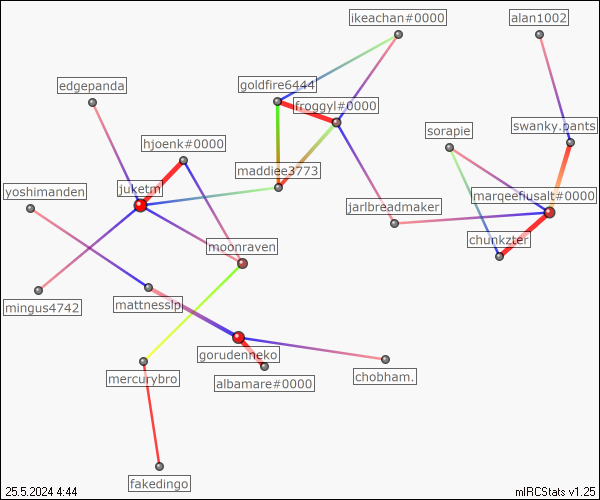 ikeachan#0000
alan1002
edgepanda
goldfire6444
froggyl#0000
swanky.pants
sorapie
hjoenk#0000
maddiee3773
juketm
yoshimanden
marqeefiusalt#0000
jarlbreadmaker
chunkzter
moonraven
mingus4742
mattnesslp
gorudenneko
mercurybro
albamare#0000
chobham.
fakedingo
25.5.2024 4:44
mIRCStats v1.25